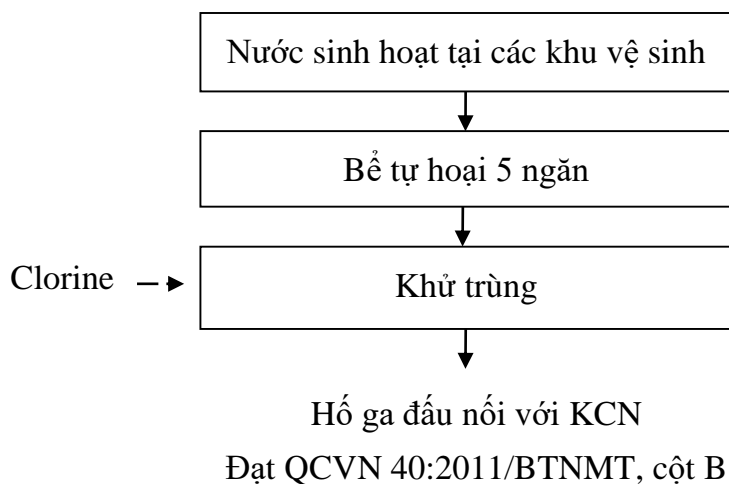 Nước sinh hoạt tại các khu vệ sinh
Bể tự hoại 5 ngăn
Clorine
Khử trùng
Hố ga đấu nối với KCN
Đạt QCVN 40:2011/BTNMT, cột B